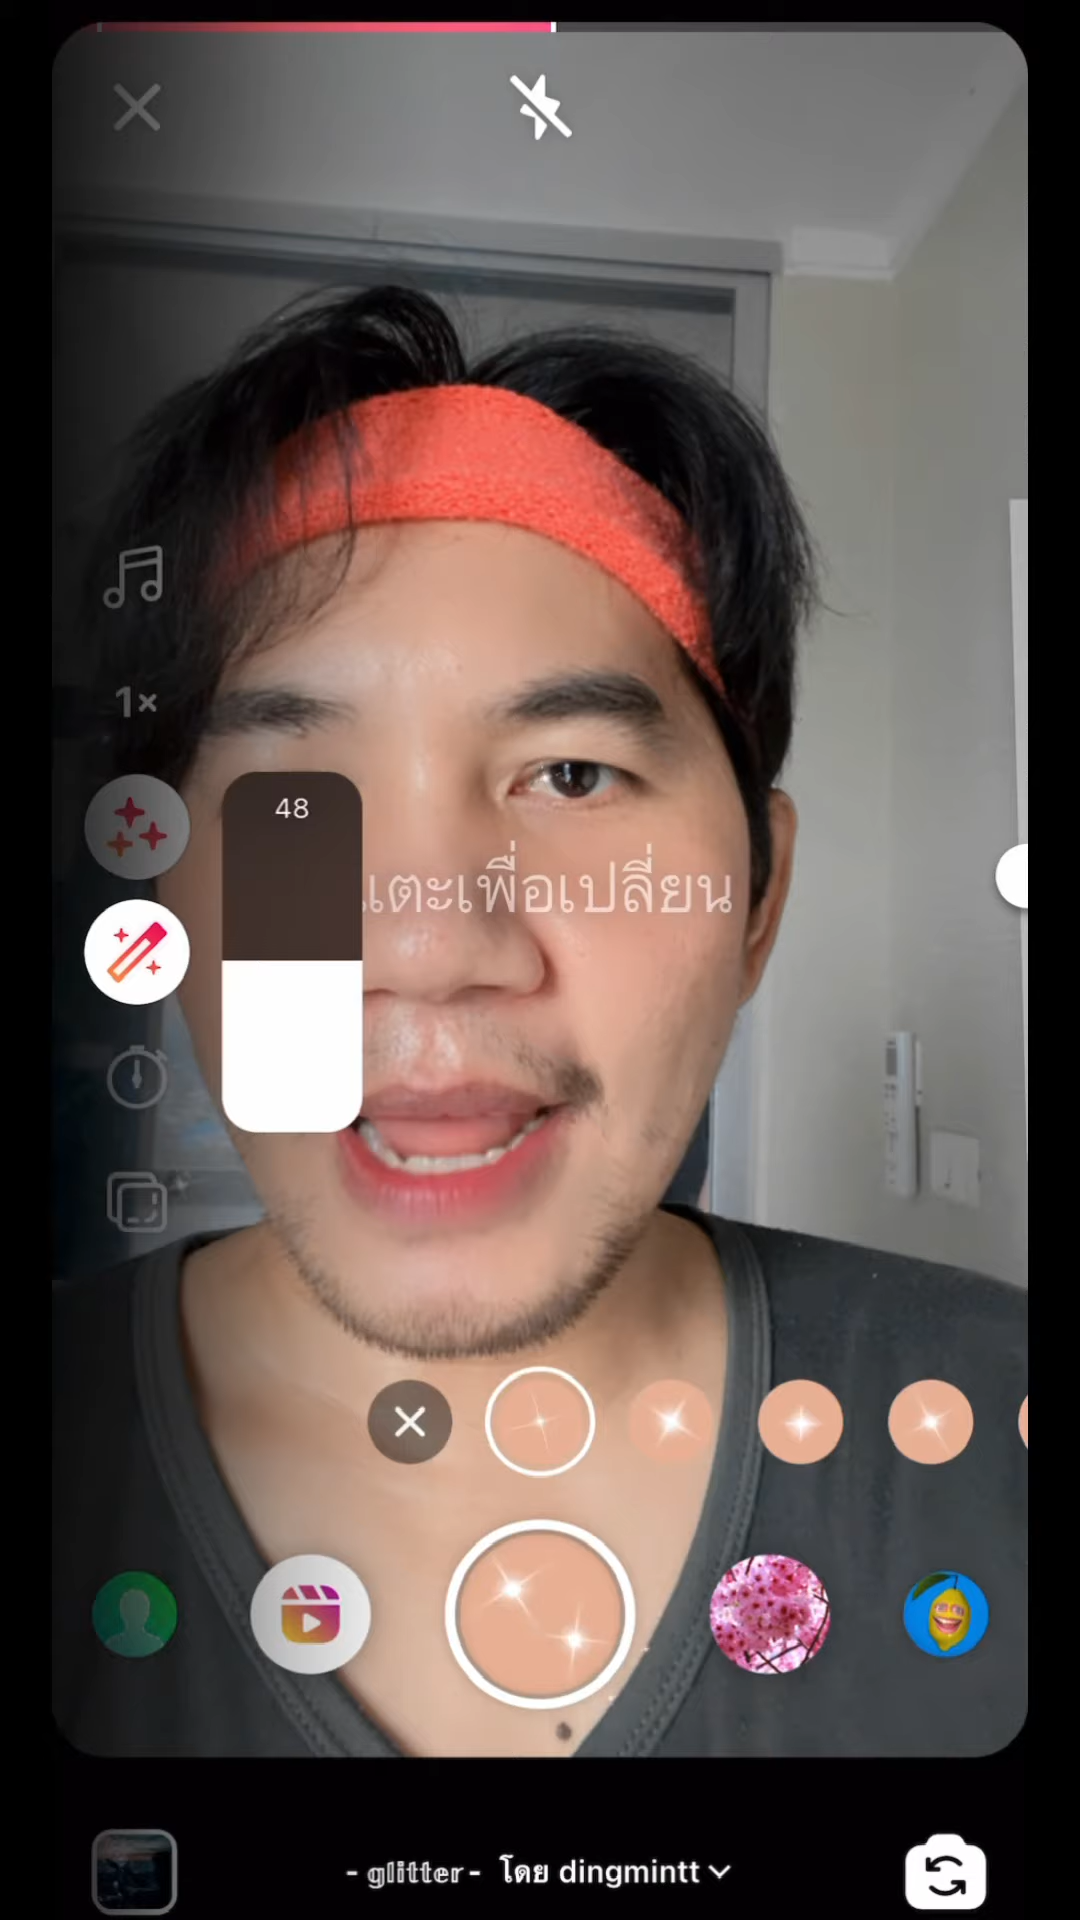 1×
48
แตะเพื่อเปลี่ยน
- glitter - โดย dingmintt